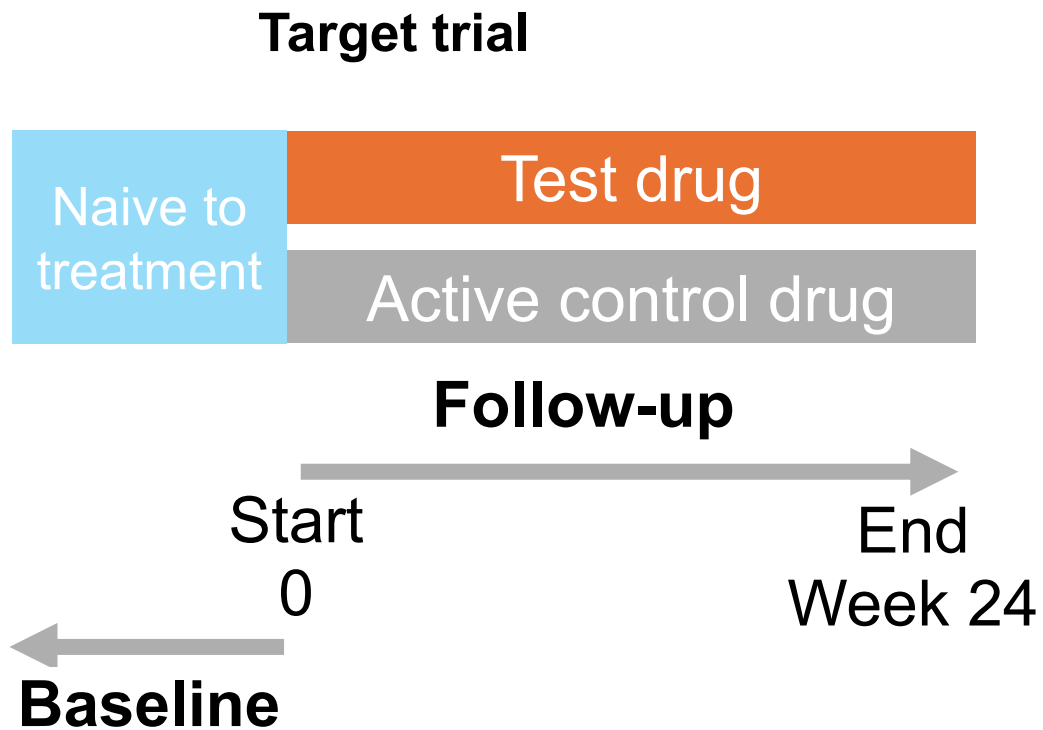 Target trial
Naive to
treatment
Test drug
Active control drug
Follow-up
Start
0
End
Week 24
Baseline